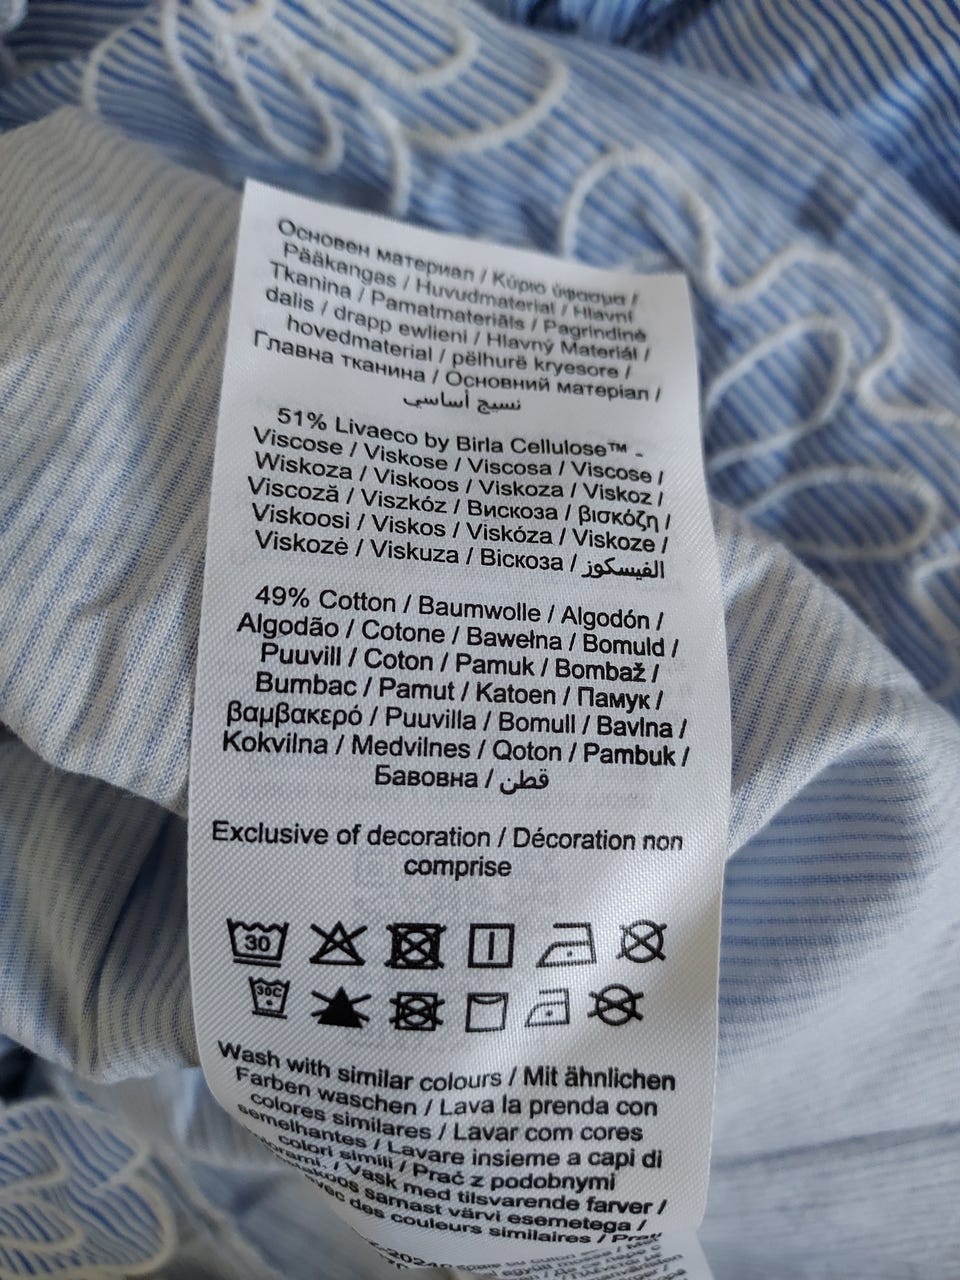 Основен материал / Κύριο ύφασμα /
Pääkangas / Huvudmaterial / Hlavní
Tkanina / Pamatmateriāls / Pagrindinė
dalis / drapp ewlieni / Hlavný Materiál /
hovedmaterial / pëlhurë kryesore /
Главна тканина / Основний матеріал /
نسيج أساسي
51% Livaeco by Birla Cellulose™ -
Viscose / Viskose / Viscosa / Viscose /
Wiskoza / Viskoos / Viskoza / Viskoz /
Viscoză / Viszkóz / Вискоза / βισκόζη /
Viskoosi / Viskos / Viskóza / Viskoze /
Viskozė / Viskuza / Віскоза / الفيسكوز
49% Cotton / Baumwolle / Algodón /
Algodão / Cotone / Bawełna / Bomuld /
Puuvill / Coton / Pamuk / Bombaž /
Bumbac / Pamut / Katoen / Памук /
βαμβακερό / Puuvilla / Bomull / Bavlna /
Kokvilna / Medvilnes / Qoton / Pambuk /
Бавовна / قطن
Exclusive of decoration / Décoration non
comprise
30
30C
Wash with similar colours / Mit ähnlichen
Farben waschen / Lava la prenda con
colores similares / Lavar com cores
semelhantes / Lavare insieme a capi di
colori simili / Prać z podobnymi
/ Vask med tilsvarende farver /
samast värvi esemetega /
des couleurs similaires /